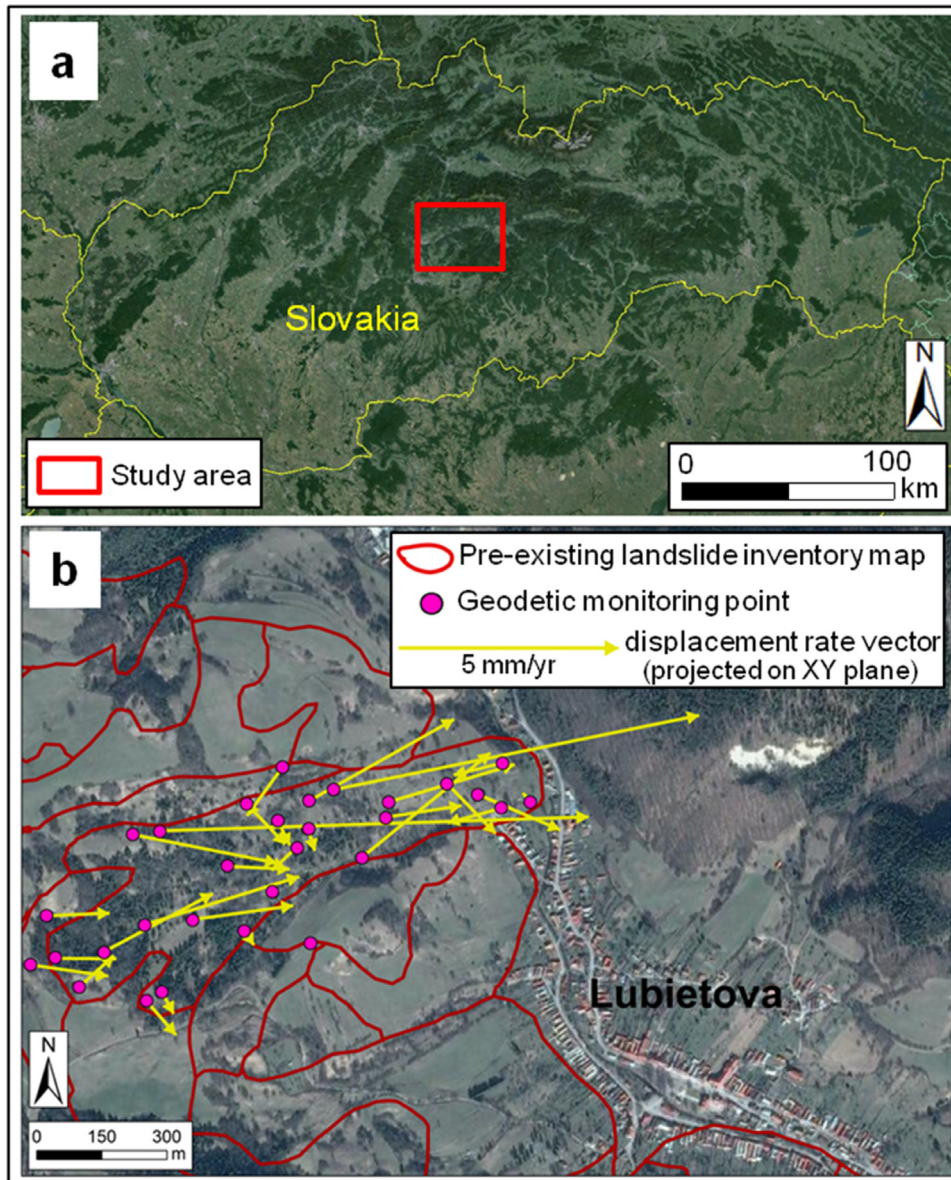 a
Slovakia
N
Study area
0 100
km
b
Pre-existing landslide inventory map
Geodetic monitoring point
displacement rate vector
5 mm/yr
(projected on XY plane)
Lubietova
N
0 150 300
m